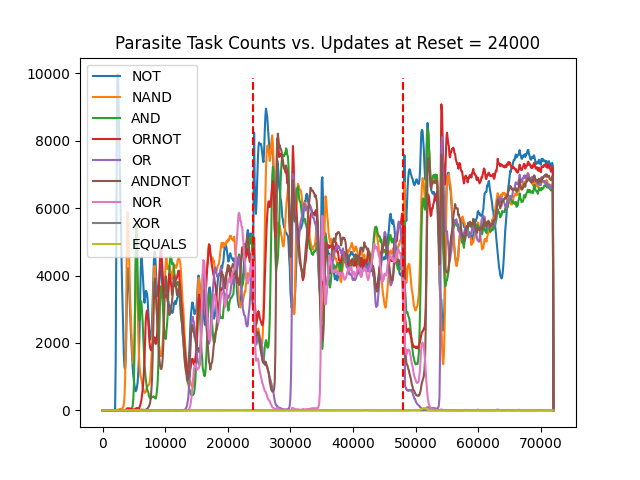 Parasite Task Counts vs. Updates at Reset = 24000
10000
8000
6000
4000
2000
0
NOT
NAND
AND
ORNOT
OR
ANDNOT
NOR
XOR
EQUALS
0 10000 20000 30000 40000 50000 60000 70000